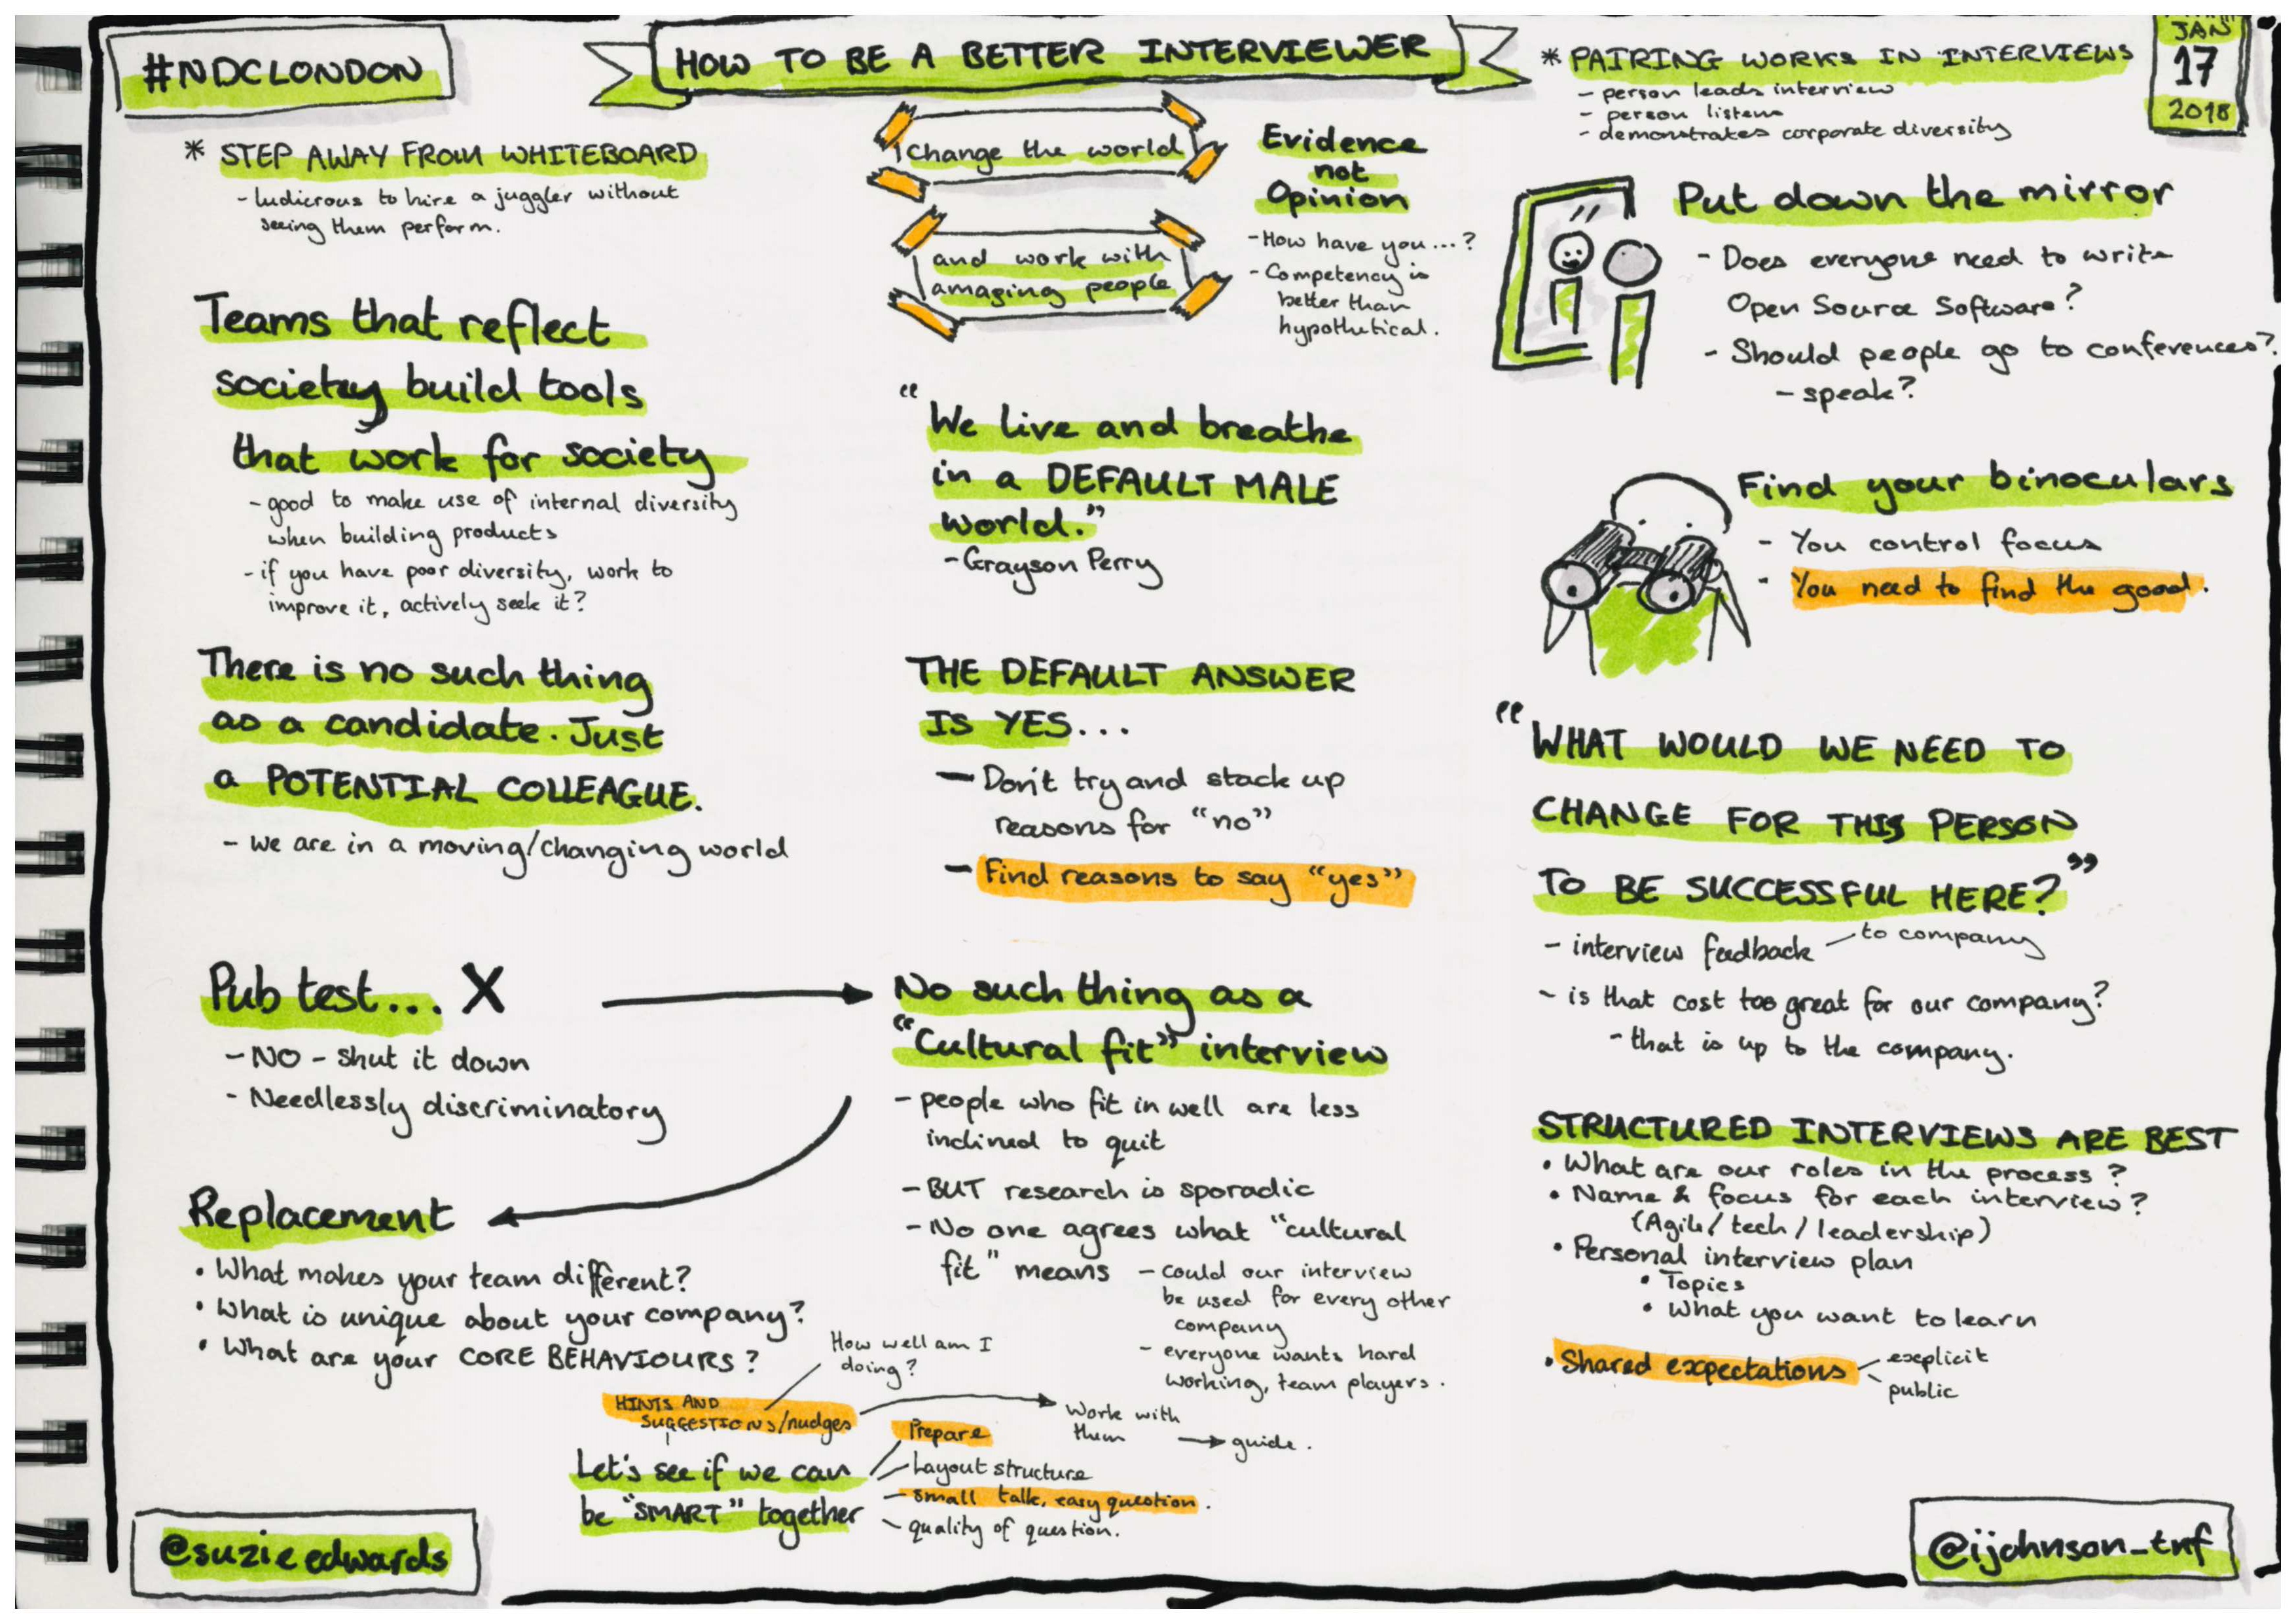 #NDCLONDON
HOW TO BE A BETTER INTERVIEWER
* PAIRING WORKS IN INTERVIEWS
- person leads interview
- person listens
- demonstrates corporate diversity
JAN
17
2018
* STEP AWAY FROM WHITEBOARD
- ludicrous to hire a juggler without
seeing them perform.
Change the world
and work with
amazing people
Evidence
not
Opinion
- How have you...?
- Competency is
better than
hypothetical.
Put down the mirror
- Does everyone need to write
Open Source Software?
- Should people go to conferences?
- speak?
Teams that reflect
society build tools
that work for society
- good to make use of internal diversity
when building products
- if you have poor diversity, work to
improve it, actively seek it?
"We live and breathe
in a DEFAULT MALE
world."
- Grayson Perry
Find your binoculars
- You control focus
- You need to find the good.
There is no such thing
as a candidate. Just
a POTENTIAL COLLEAGUE.
- We are in a moving/changing world
THE DEFAULT ANSWER
IS YES...
- Don't try and stack up
reasons for "no"
- Find reasons to say "yes"
"WHAT WOULD WE NEED TO
CHANGE FOR THIS PERSON
TO BE SUCCESSFUL HERE?"
- interview feedback - to company
- is that cost too great for our company?
- that is up to the company.
Pub test... X
- NO - shut it down
- Needlessly discriminatory
No such thing as a
"Cultural fit" interview
- people who fit in well are less
inclined to quit
- BUT research is sporadic
- No one agrees what "cultural
fit" means
- could our interview
be used for every other
company
- everyone wants hard
working, team players.
Replacement
• What makes your team different?
• What is unique about your company?
• What are your CORE BEHAVIOURS?
STRUCTURED INTERVIEWS ARE BEST
• What are our roles in the process?
• Name & focus for each interview?
(Agile/tech/leadership)
• Personal interview plan
• Topics
• What you want to learn
• Shared expectations
- explicit
- public
How well am I
doing?
HINTS AND
SUGGESTIONS/nudges
Work with
them
guide.
Let's see if we can
be "SMART" together
Prepare
- Layout structure
- small talk, easy question.
- quality of question.
@suzieedwards
@ijohnson_tnf